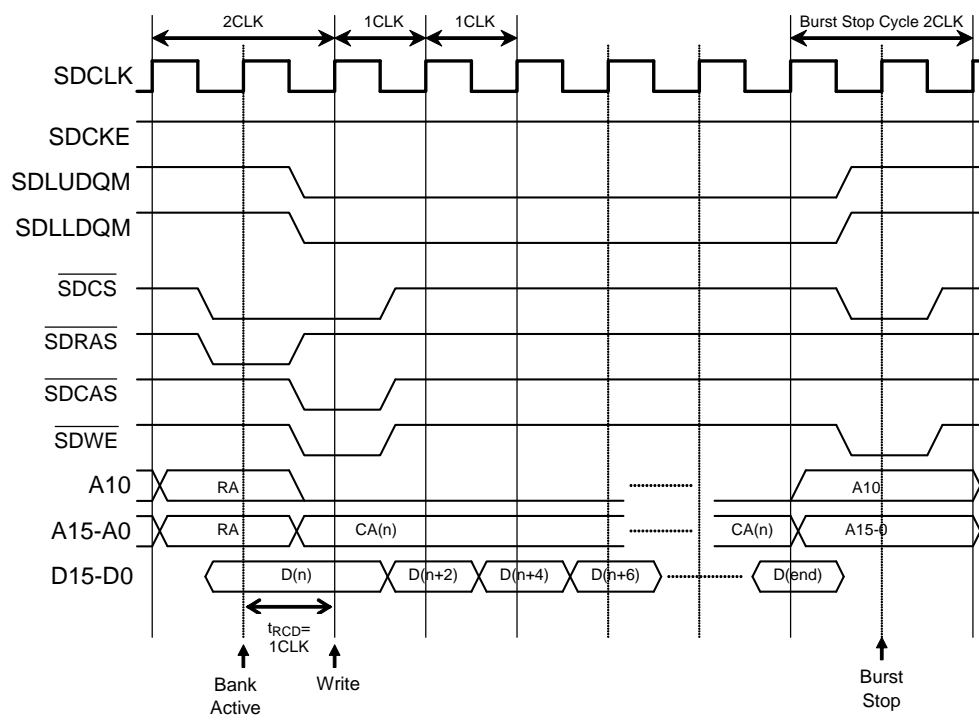 2CLK 1CLK 1CLK Burst Stop Cycle 2CLK
SDCLK
SDCKE
SDLUDQM
SDLLDQM
SDCS
SDRAS
SDCAS
SDWE
A10 RA A10
A15-A0 RA CA(n) CA(n) A15-0
D15-D0 D(n) D(n+2) D(n+4) D(n+6) D(end)
tRCD=
1CLK
Bank
Active
Write
Burst
Stop